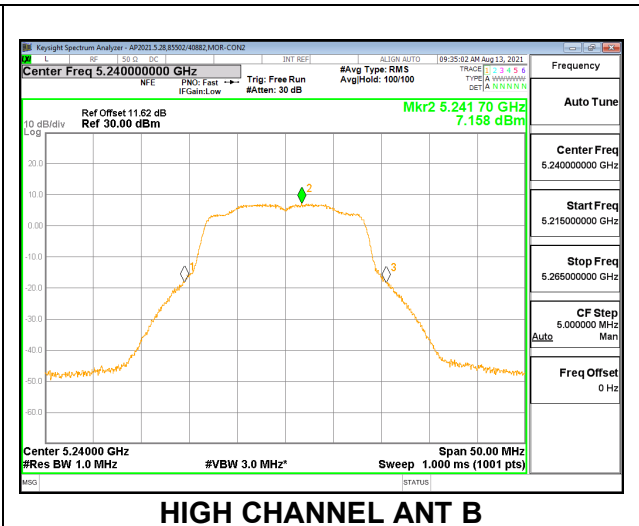 Keysight Spectrum Analyzer - AP2021.5.28,85502/40882,MOR-CON2
L RF 50 Ω DC INT REF ALIGN AUTO 09:35:02 AM Aug 13, 2021
Center Freq 5.240000000 GHz
NFE
PNO: Fast
IFGain:Low
Trig: Free Run
#Atten: 30 dB
#Avg Type: RMS
Avg|Hold: 100/100
TRACE 1 2 3 4 5 6
TYPE A WWWWW
DET A N N N N N
Ref Offset 11.62 dB
10 dB/div Ref 30.00 dBm
Log
Mkr2 5.241 70 GHz
7.158 dBm
20.0
10.0
0.00
-10.0
-20.0
-30.0
-40.0
-50.0
-60.0
1
2
3
Center 5.24000 GHz
Span 50.00 MHz
#Res BW 1.0 MHz
#VBW 3.0 MHz*
Sweep 1.000 ms (1001 pts)
MSG
STATUS
Frequency
Auto Tune
Center Freq
5.240000000 GHz
Start Freq
5.215000000 GHz
Stop Freq
5.265000000 GHz
CF Step
5.000000 MHz
Auto Man
Freq Offset
0 Hz
HIGH CHANNEL ANT B